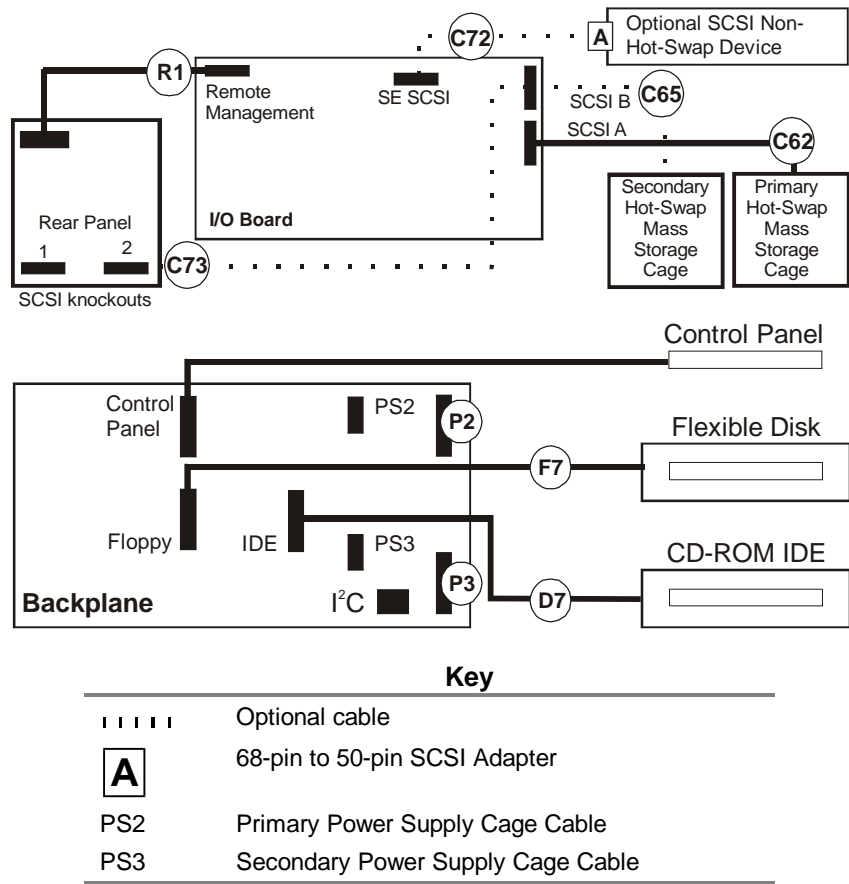 C72
A
Optional SCSI Non-
Hot-Swap Device
R1
Remote
Management
SE SCSI
SCSI B
C65
SCSI A
C62
Rear Panel
1
2
I/O Board
C73
SCSI knockouts
Secondary
Hot-Swap
Mass
Storage
Cage
Primary
Hot-Swap
Mass
Storage
Cage
Control Panel
Control
Panel
PS2
P2
Flexible Disk
F7
Floppy
IDE
PS3
CD-ROM IDE
P3
D7
Backplane
I²C
Key
Optional cable
A
68-pin to 50-pin SCSI Adapter
PS2
Primary Power Supply Cage Cable
PS3
Secondary Power Supply Cage Cable